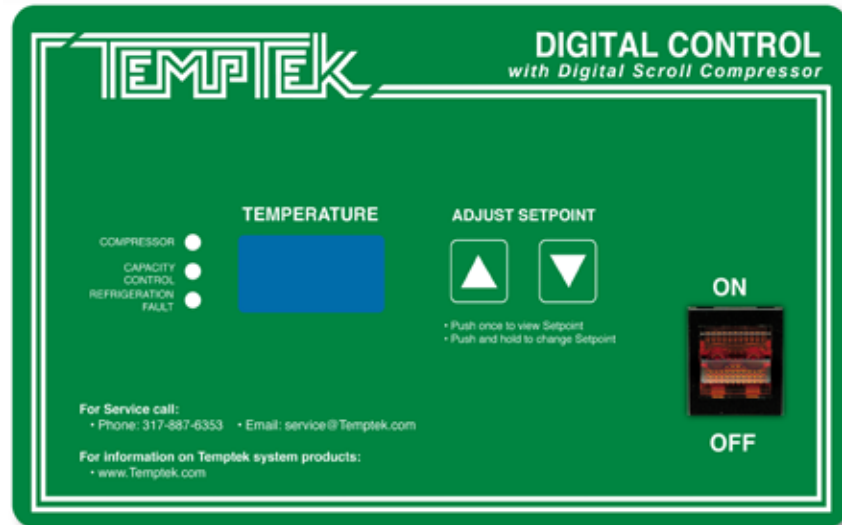 TEMPTEK
DIGITAL CONTROL
with Digital Scroll Compressor
TEMPERATURE
ADJUST SETPOINT
COMPRESSOR
CAPACITY
CONTROL
REFRIGERATION
FAULT
• Push once to view Setpoint
• Push and hold to change Setpoint
ON
OFF
For Service call:
• Phone: 317-887-6353 • Email: service@Temptek.com
For information on Temptek system products:
• www.Temptek.com